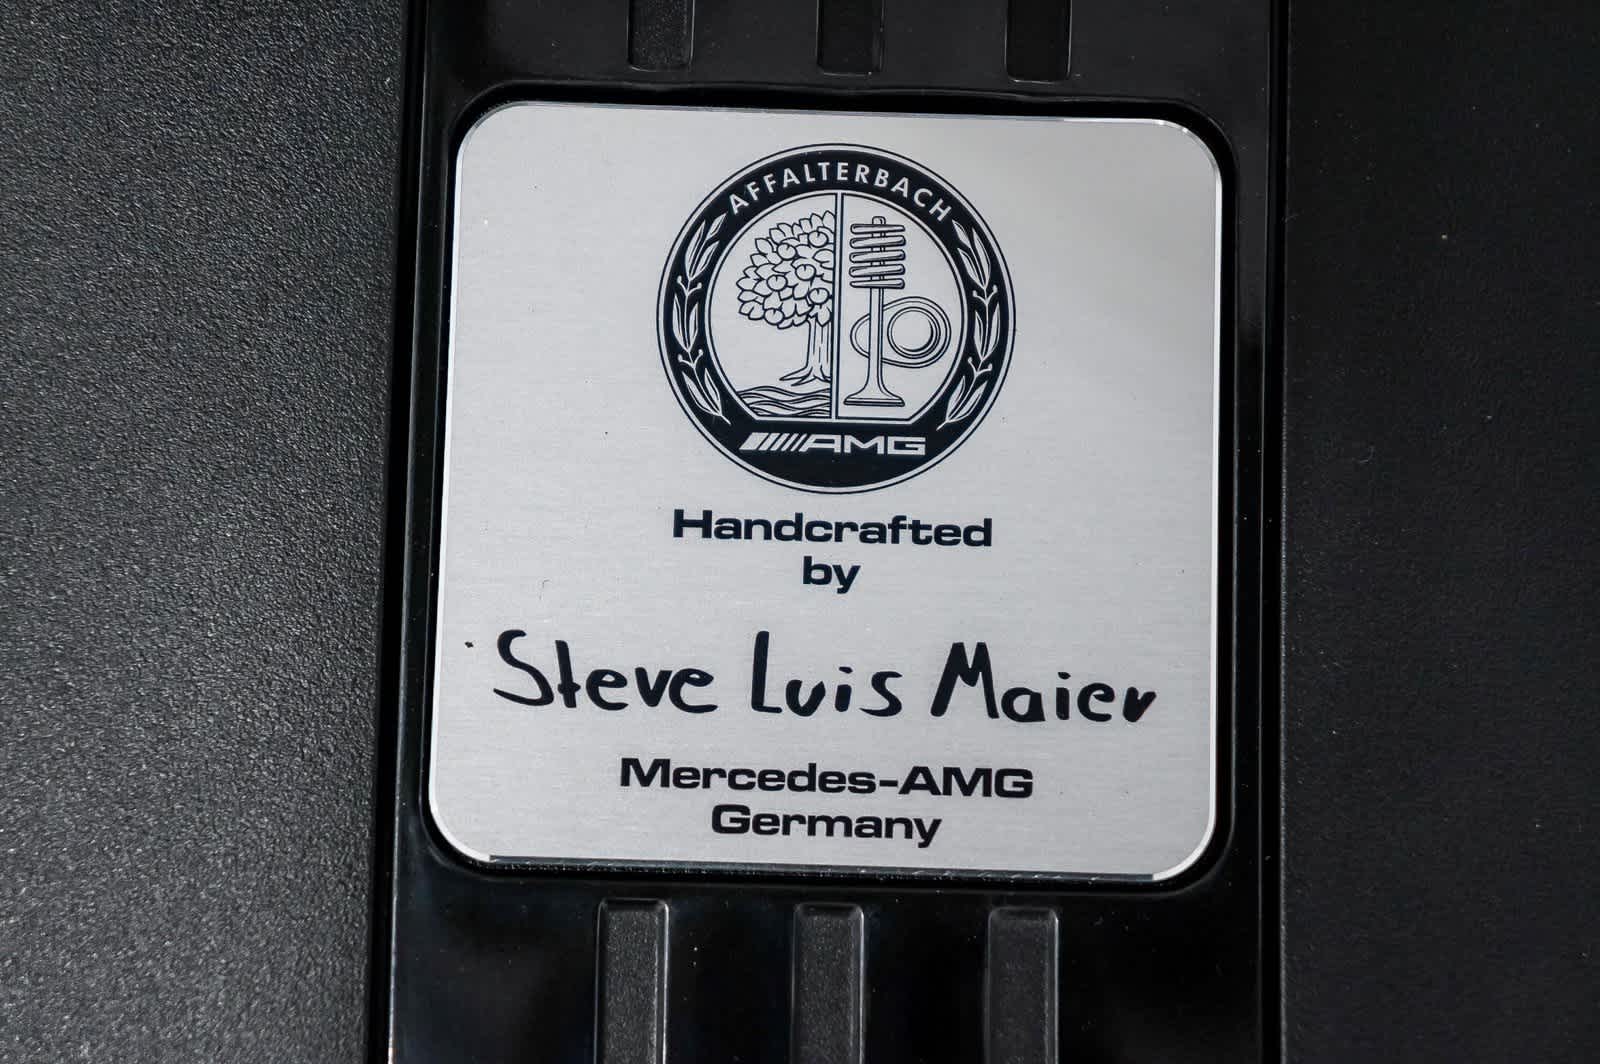 AFFALTERBACH
AMG
Handcrafted
by
Steve Luis Maier
Mercedes-AMG
Germany